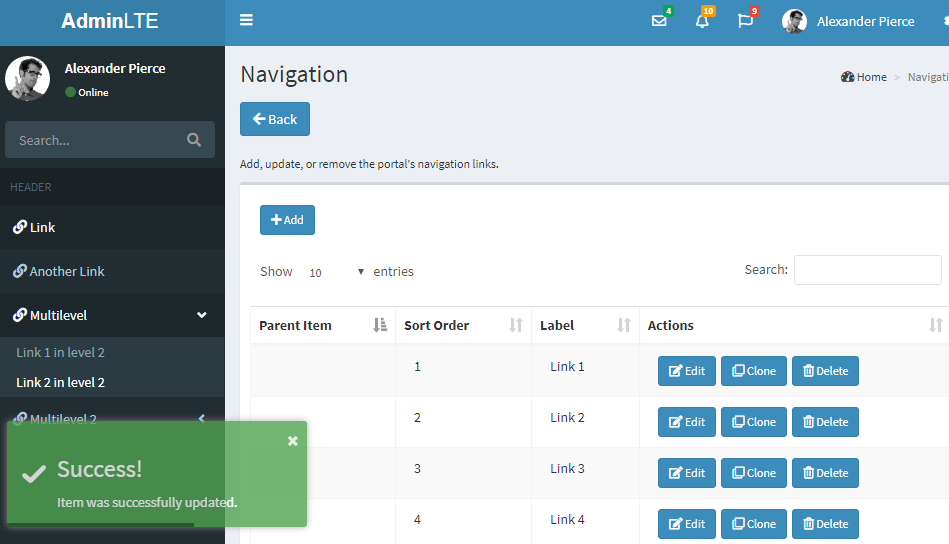 AdminLTE
4
10
9
Alexander Pierce
Alexander Pierce
Online
Search...
HEADER
Link
Another Link
Multilevel
Link 1 in level 2
Link 2 in level 2
Multilevel 2
Navigation
Home > Navigati
Back
Add, update, or remove the portal's navigation links.
Add
Show 10 entries
Search:
Parent Item Sort Order Label Actions
1 Link 1 Edit Clone Delete
2 Link 2 Edit Clone Delete
3 Link 3 Edit Clone Delete
4 Link 4 Edit Clone Delete
Success!
Item was successfully updated.